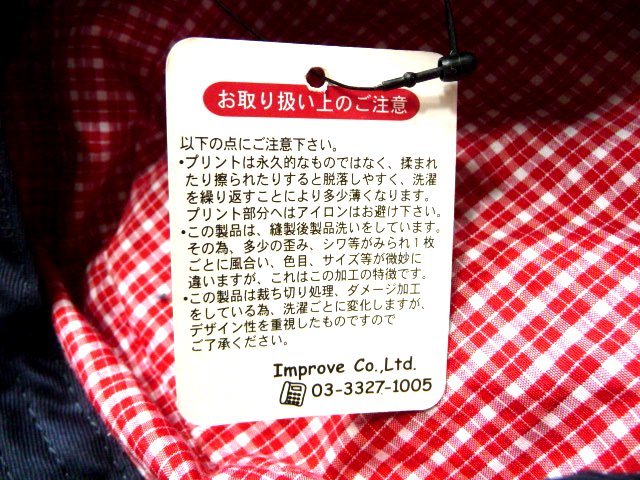 お取り扱い上のご注意
以下の点にご注意下さい。
•プリントは永久的なものではなく、揉まれ
たり擦られたりすると脱落しやすく、洗濯
を繰り返すことにより多少薄くなります。
プリント部分へはアイロンはお避け下さい。
•この製品は、縫製後製品洗いをしています。
その為、多少の歪み、シワ等がみられ1枚
ごとに風合い、色目、サイズ等が微妙に
違いますが、これはこの加工の特徴です。
•この製品は裁ち切り処理、ダメージ加工
をしている為、洗濯ごとに変化しますが、
デザイン性を重視したものですので
ご了承ください。
Improve Co.,Ltd.
03-3327-1005